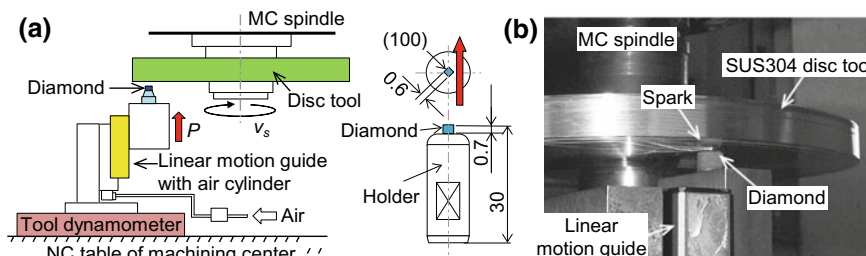 (a)
MC spindle
Diamond
Disc tool
P
vs
Linear motion guide
with air cylinder
Air
Tool dynamometer
NC table of machining center
(100)
0.6
Diamond
0.7
Holder
30
(b)
MC spindle
SUS304 disc tool
Spark
Diamond
Linear
motion guide